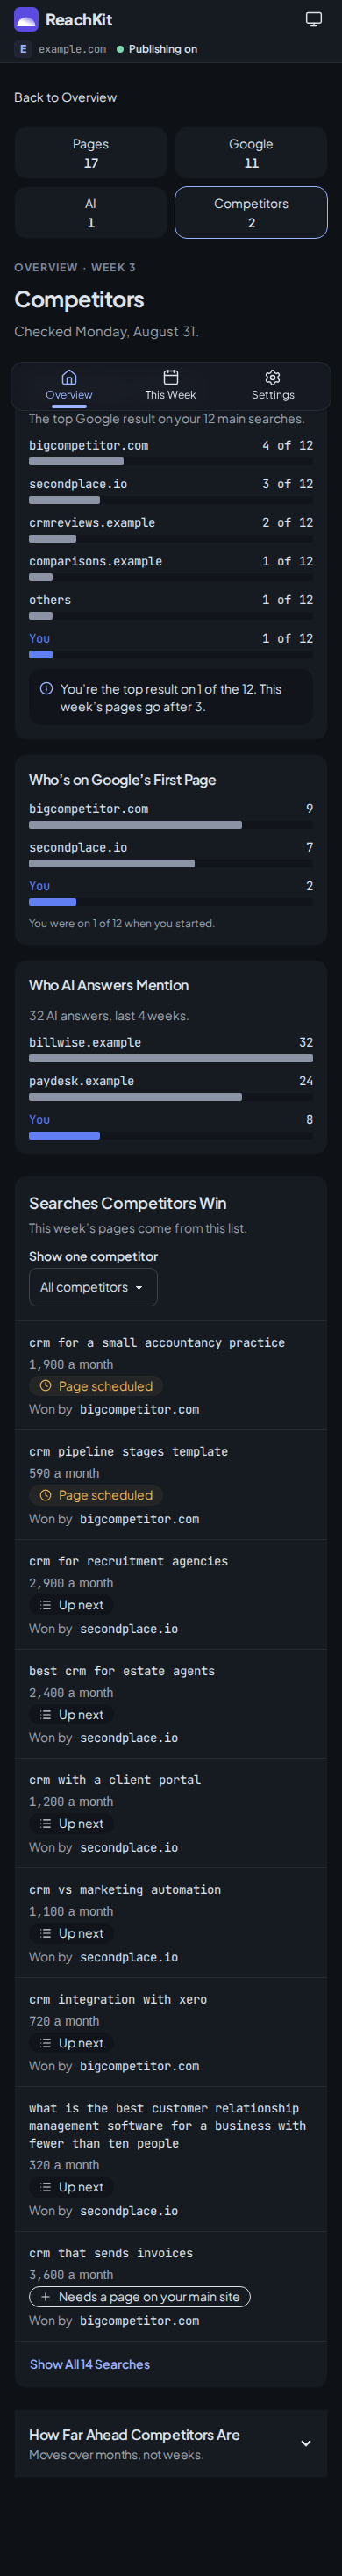 ReachKit
E example.com Publishing on
Back to Overview
Pages
17
Google
11
AI
1
Competitors
2
OVERVIEW · WEEK 3
Competitors
Checked Monday, August 31.
Overview
This Week
Settings
The top Google result on your 12 main searches.
bigcompetitor.com 4 of 12
secondplace.io 3 of 12
crmreviews.example 2 of 12
comparisons.example 1 of 12
others 1 of 12
You 1 of 12
You’re the top result on 1 of the 12. This
week’s pages go after 3.
Who’s on Google’s First Page
bigcompetitor.com 9
secondplace.io 7
You 2
You were on 1 of 12 when you started.
Who AI Answers Mention
32 AI answers, last 4 weeks.
billwise.example 32
paydesk.example 24
You 8
Searches Competitors Win
This week’s pages come from this list.
Show one competitor
All competitors
crm for a small accountancy practice
1,900 a month
Page scheduled
Won by bigcompetitor.com
crm pipeline stages template
590 a month
Page scheduled
Won by bigcompetitor.com
crm for recruitment agencies
2,900 a month
Up next
Won by secondplace.io
best crm for estate agents
2,400 a month
Up next
Won by secondplace.io
crm with a client portal
1,200 a month
Up next
Won by secondplace.io
crm vs marketing automation
1,100 a month
Up next
Won by secondplace.io
crm integration with xero
720 a month
Up next
Won by bigcompetitor.com
what is the best customer relationship
management software for a business with
fewer than ten people
320 a month
Up next
Won by secondplace.io
crm that sends invoices
3,600 a month
Needs a page on your main site
Won by bigcompetitor.com
Show All 14 Searches
How Far Ahead Competitors Are
Moves over months, not weeks.